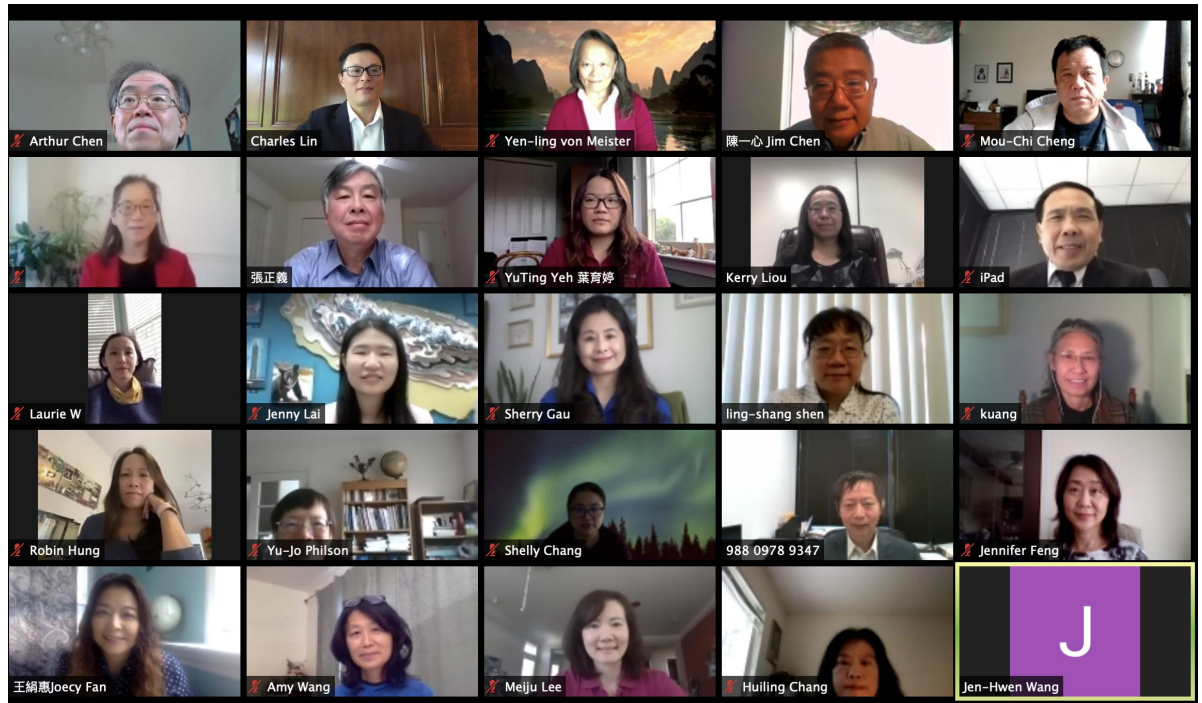 Arthur Chen
Charles Lin
Yen-ling von Meister
陳一心 Jim Chen
Mou-Chi Cheng
張正義
YuTing Yeh 葉育婷
Kerry Liou
iPad
Laurie W
Jenny Lai
Sherry Gau
ling-shang shen
kuang
Robin Hung
Yu-Jo Philson
Shelly Chang
988 0978 9347
Jennifer Feng
王絹惠Joecy Fan
Amy Wang
Meiju Lee
Huiling Chang
J
Jen-Hwen Wang